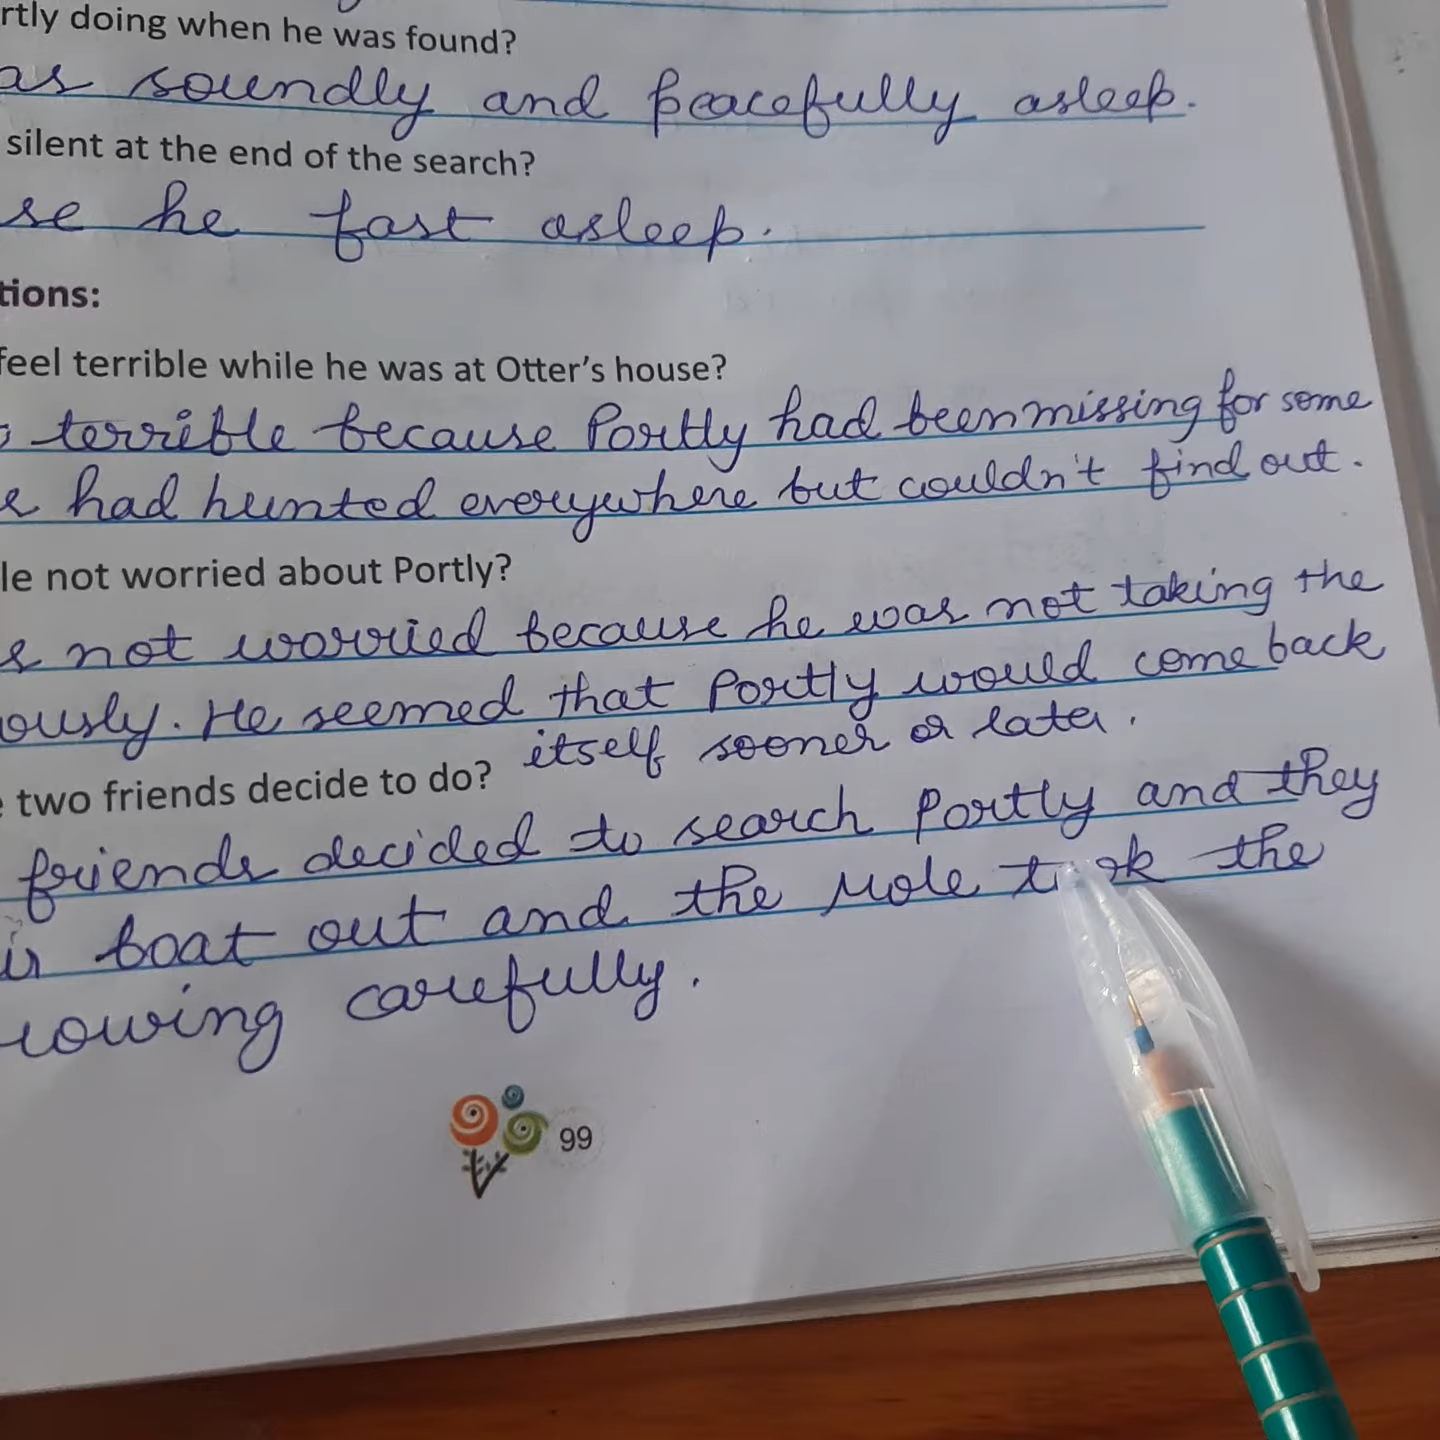 rtly doing when he was found?
as soundly and peacefully asleep.
silent at the end of the search?
se he fast asleep.
tions:
feel terrible while he was at Otter's house?
terrible because Portly had been missing for some
e had hunted everywhere but couldn't find out.
le not worried about Portly?
s not worried because he was not taking the
ously. He seemed that Portly would come back
itself sooner or later.
e two friends decide to do?
friends decided to search Portly and they
ir boat out and the Mole took the
rowing carefully.
99